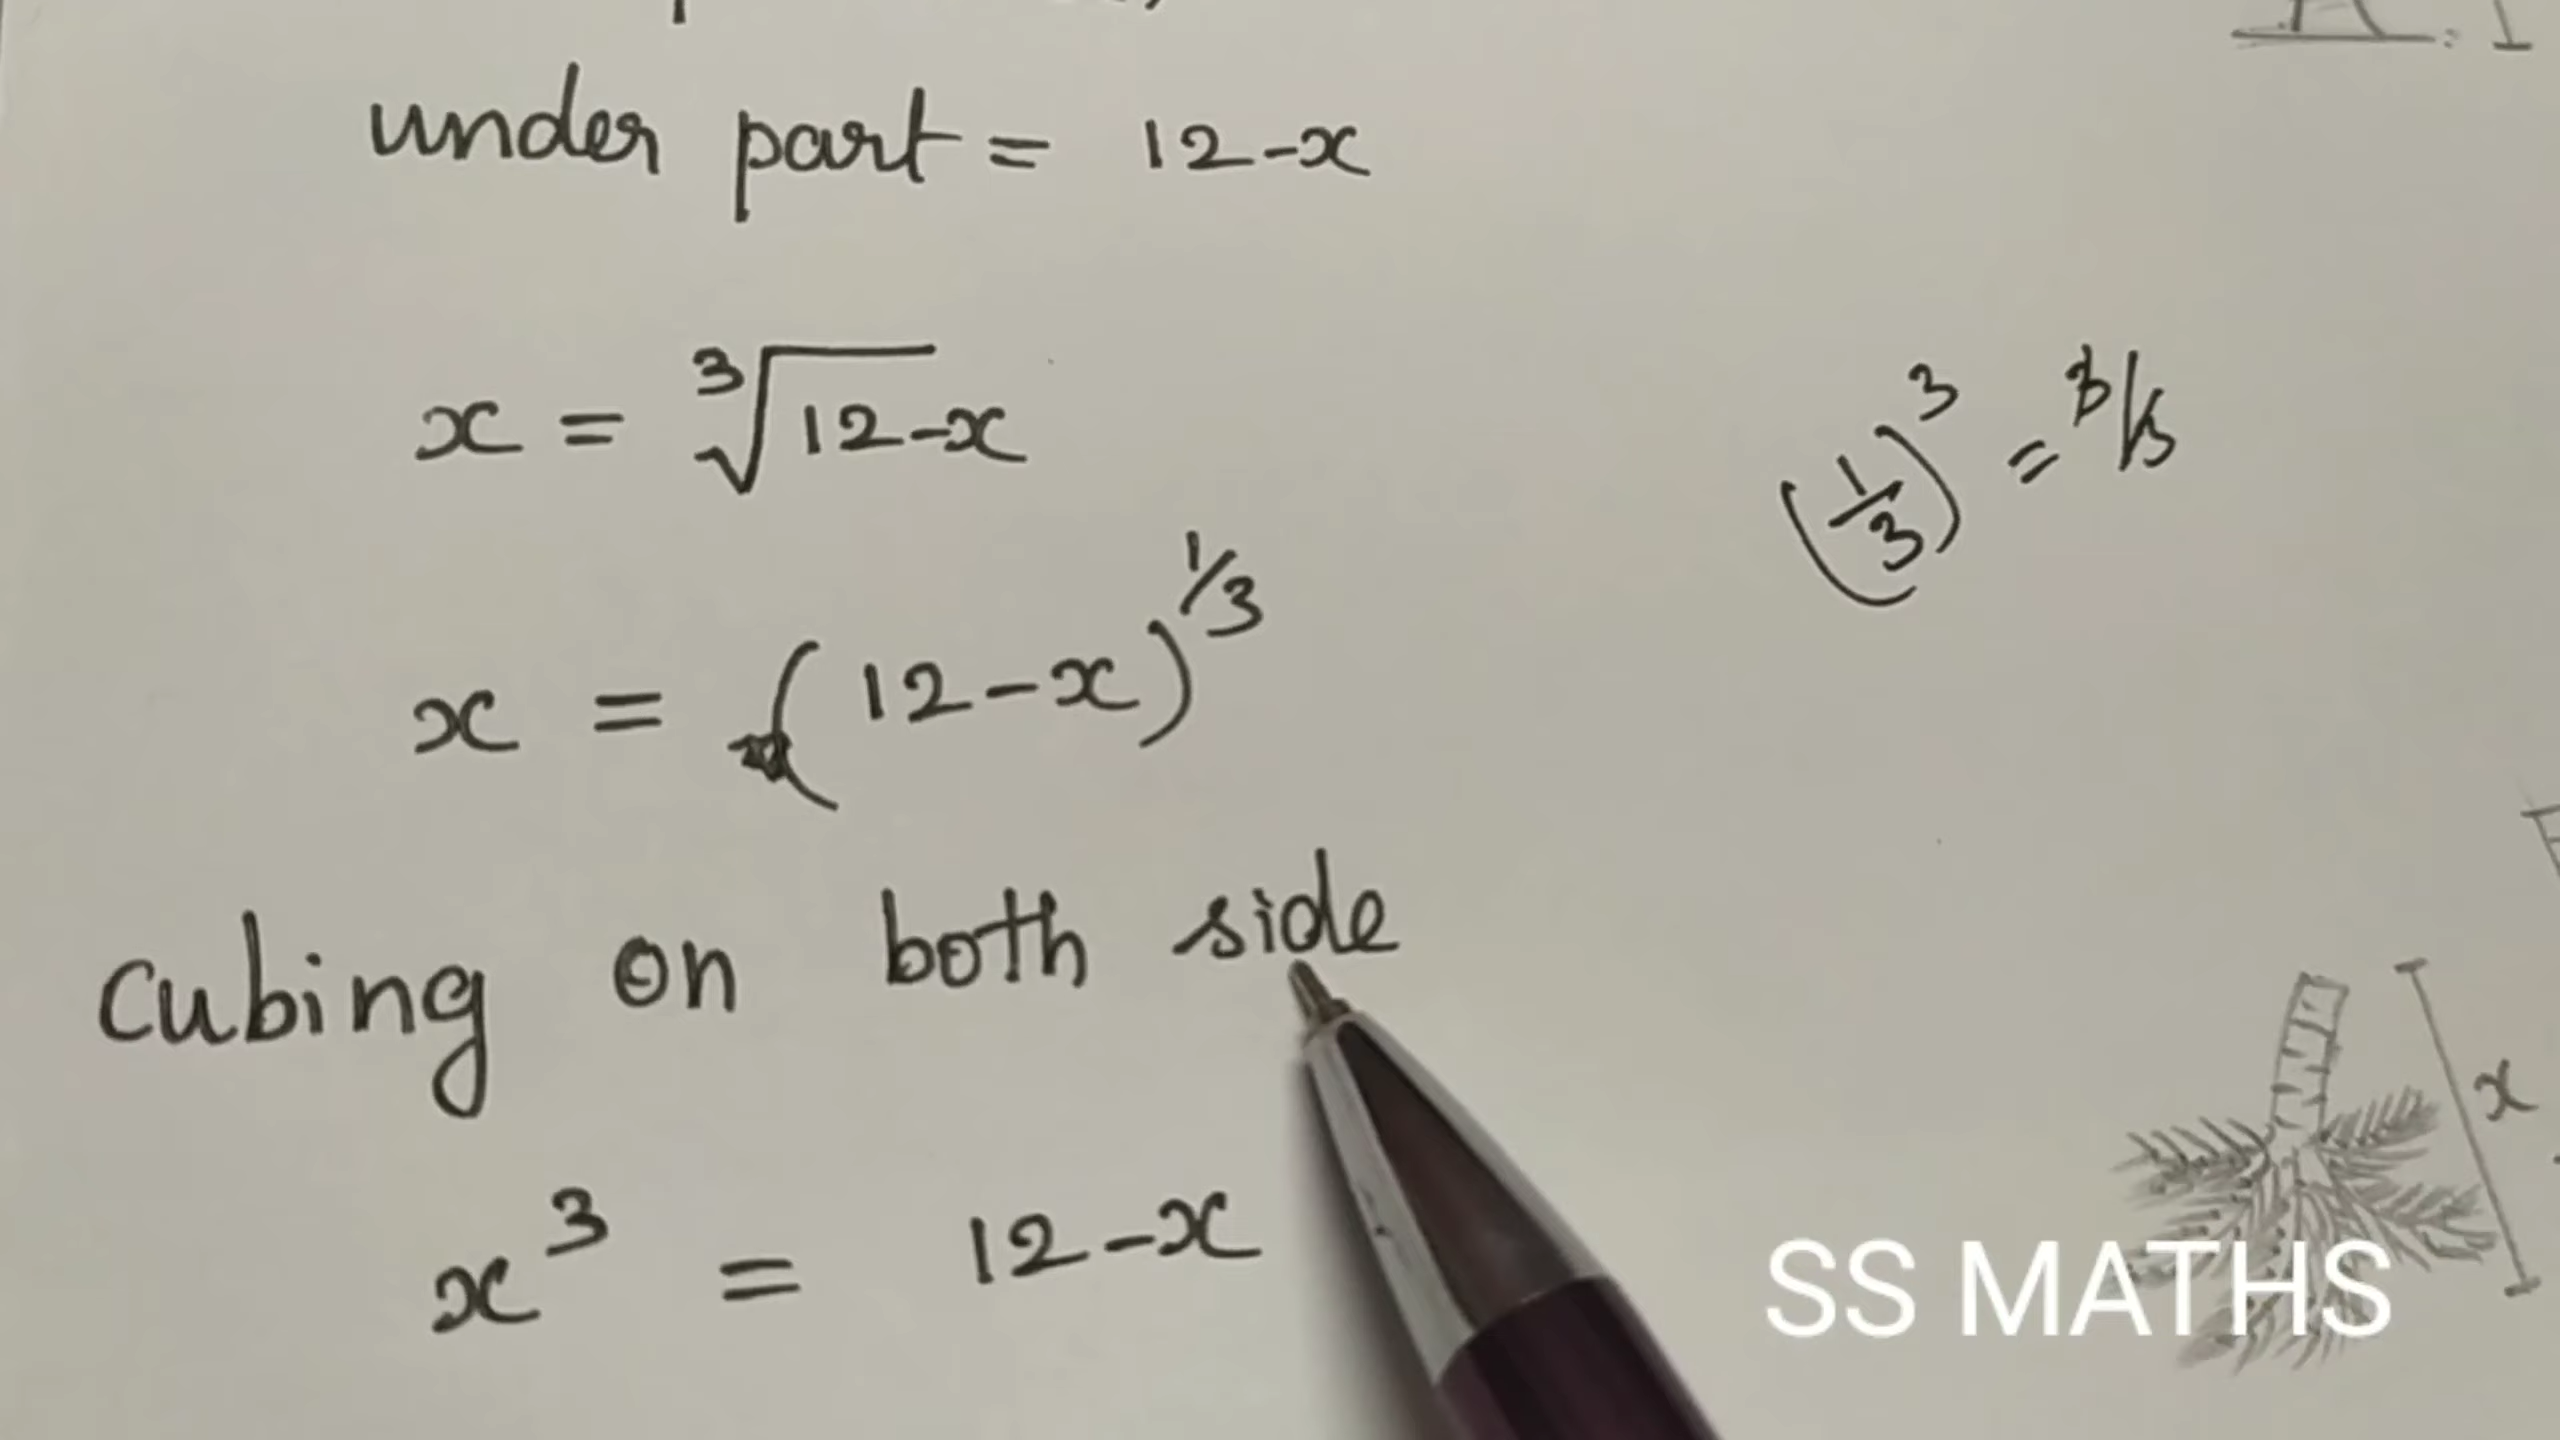 under part = 12-x
x = ∛12-x
(1/3)³ = 3/3
x = (12-x)^1/3
cubing on both side
x
x³ = 12-x
SS MATHS